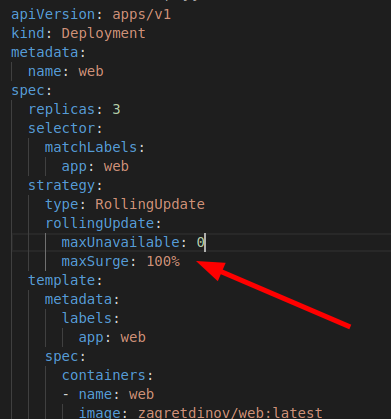 apiVersion: apps/v1
kind: Deployment
metadata:
  name: web
spec:
  replicas: 3
  selector:
    matchLabels:
      app: web
  strategy:
    type: RollingUpdate
    rollingUpdate:
      maxUnavailable: 0
      maxSurge: 100%
  template:
    metadata:
      labels:
        app: web
    spec:
      containers:
      - name: web
        image: zagretdinov/web:latest